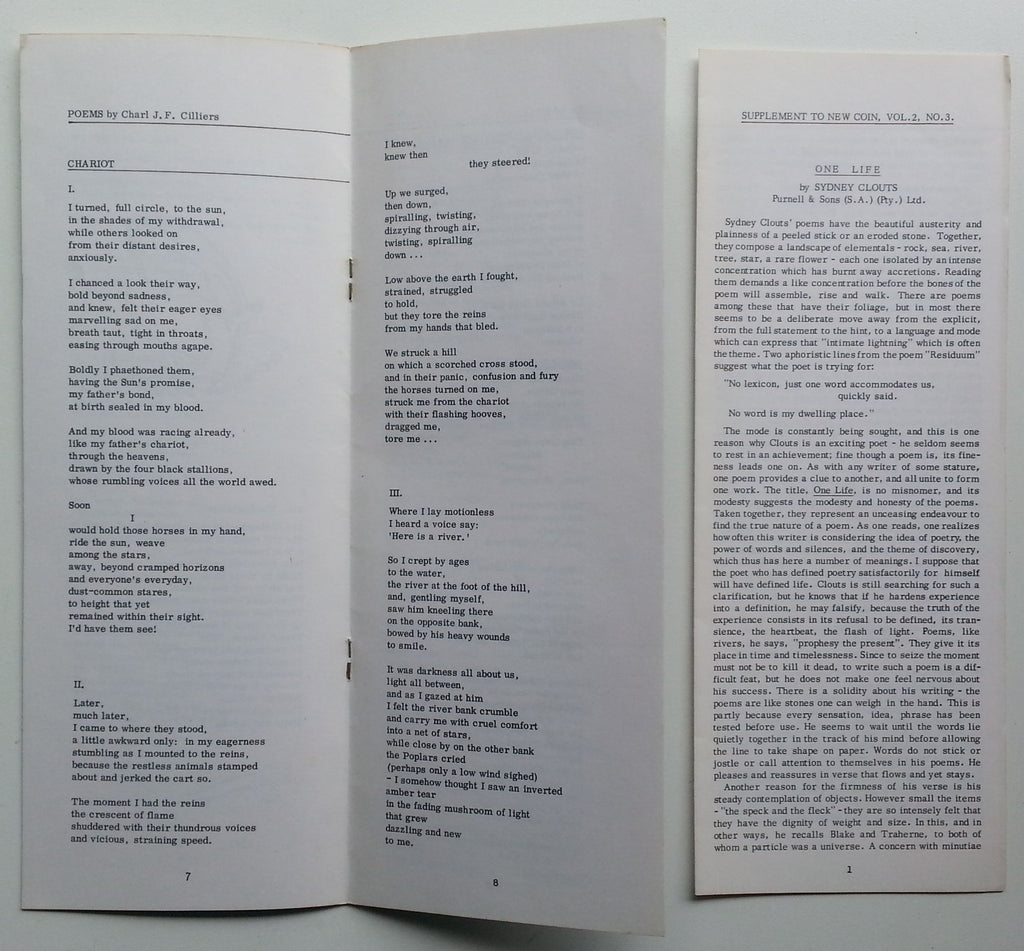 POEMS by Charl J.F. Cilliers
CHARIOT
I.
I turned, full circle, to the sun,
in the shades of my withdrawal,
while others looked on
from their distant desires,
anxiously.
I chanced a look their way,
bold beyond sadness,
and knew, felt their eager eyes
marvelling sad on me,
breath taut, tight in throats,
easing through mouths agape.
Boldly I phaethoned them,
having the Sun's promise,
my father's bond,
at birth sealed in my blood.
And my blood was racing already,
like my father's chariot,
through the heavens,
drawn by the four black stallions,
whose rumbling voices all the world awed.
Soon
I
would hold those horses in my hand,
ride the sun, weave
among the stars,
away, beyond cramped horizons
and everyone's everyday,
dust-common stares,
to height that yet
remained within their sight.
I'd have them see!
II.
Later,
much later,
I came to where they stood,
a little awkward only: in my eagerness
stumbling as I mounted to the reins,
because the restless animals stamped
about and jerked the cart so.
The moment I had the reins
the crescent of flame
shuddered with their thundrous voices
and vicious, straining speed.
7
I knew,
knew then
they steered!
Up we surged,
then down,
spiralling, twisting,
dizzying through air,
twisting, spiralling
down ...
Low above the earth I fought,
strained, struggled
to hold,
but they tore the reins
from my hands that bled.
We struck a hill
on which a scorched cross stood,
and in their panic, confusion and fury
the horses turned on me,
struck me from the chariot
with their flashing hooves,
dragged me,
tore me ...
III.
Where I lay motionless
I heard a voice say:
'Here is a river.'
So I crept by ages
to the water,
the river at the foot of the hill,
and, gentling myself,
saw him kneeling there
on the opposite bank,
bowed by his heavy wounds
to smile.
It was darkness all about us,
light all between,
and as I gazed at him
I felt the river bank crumble
and carry me with cruel comfort
into a net of stars,
while close by on the other bank
the Poplars cried
(perhaps only a low wind sighed)
- I somehow thought I saw an inverted
amber tear
in the fading mushroom of light
that grew
dazzling and new
to me.
8
SUPPLEMENT TO NEW COIN, VOL.2, NO.3.
ONE LIFE
by SYDNEY CLOUTS
Purnell & Sons (S.A.) (Pty.) Ltd.
Sydney Clouts' poems have the beautiful austerity and
plainness of a peeled stick or an eroded stone. Together,
they compose a landscape of elementals - rock, sea, river,
tree, star, a rare flower - each one isolated by an intense
concentration which has burnt away accretions. Reading
them demands a like concentration before the bones of the
poem will assemble, rise and walk. There are poems
among these that have their foliage, but in most there
seems to be a deliberate move away from the explicit,
from the full statement to the hint, to a language and mode
which can express that "intimate lightning" which is often
the theme. Two aphoristic lines from the poem "Residuum"
suggest what the poet is trying for:
"No lexicon, just one word accommodates us,
quickly said.
No word is my dwelling place."
The mode is constantly being sought, and this is one
reason why Clouts is an exciting poet - he seldom seems
to rest in an achievement; fine though a poem is, its fine-
ness leads one on. As with any writer of some stature,
one poem provides a clue to another, and all unite to form
one work. The title, One Life, is no misnomer, and its
modesty suggests the modesty and honesty of the poems.
Taken together, they represent an unceasing endeavour to
find the true nature of a poem. As one reads, one realizes
how often this writer is considering the idea of poetry, the
power of words and silences, and the theme of discovery,
which thus has here a number of meanings. I suppose that
the poet who has defined poetry satisfactorily for himself
will have defined life. Clouts is still searching for such a
clarification, but he knows that if he hardens experience
into a definition, he may falsify, because the truth of the
experience consists in its refusal to be defined, its tran-
sience, the heartbeat, the flash of light. Poems, like
rivers, he says, "prophesy the present". They give it its
place in time and timelessness. Since to seize the moment
must not be to kill it dead, to write such a poem is a dif-
ficult feat, but he does not make one feel nervous about
his success. There is a solidity about his writing - the
poems are like stones one can weigh in the hand. This is
partly because every sensation, idea, phrase has been
tested before use. He seems to wait until the words lie
quietly together in the track of his mind before allowing
the line to take shape on paper. Words do not stick or
jostle or call attention to themselves in his poems. He
pleases and reassures in verse that flows and yet stays.
Another reason for the firmness of his verse is his
steady contemplation of objects. However small the items
- "the speck and the fleck" - they are so intensely felt that
they have the dignity of weight and size. In this, and in
other ways, he recalls Blake and Traherne, to both of
whom a particle was a universe. A concern with minutiae
1